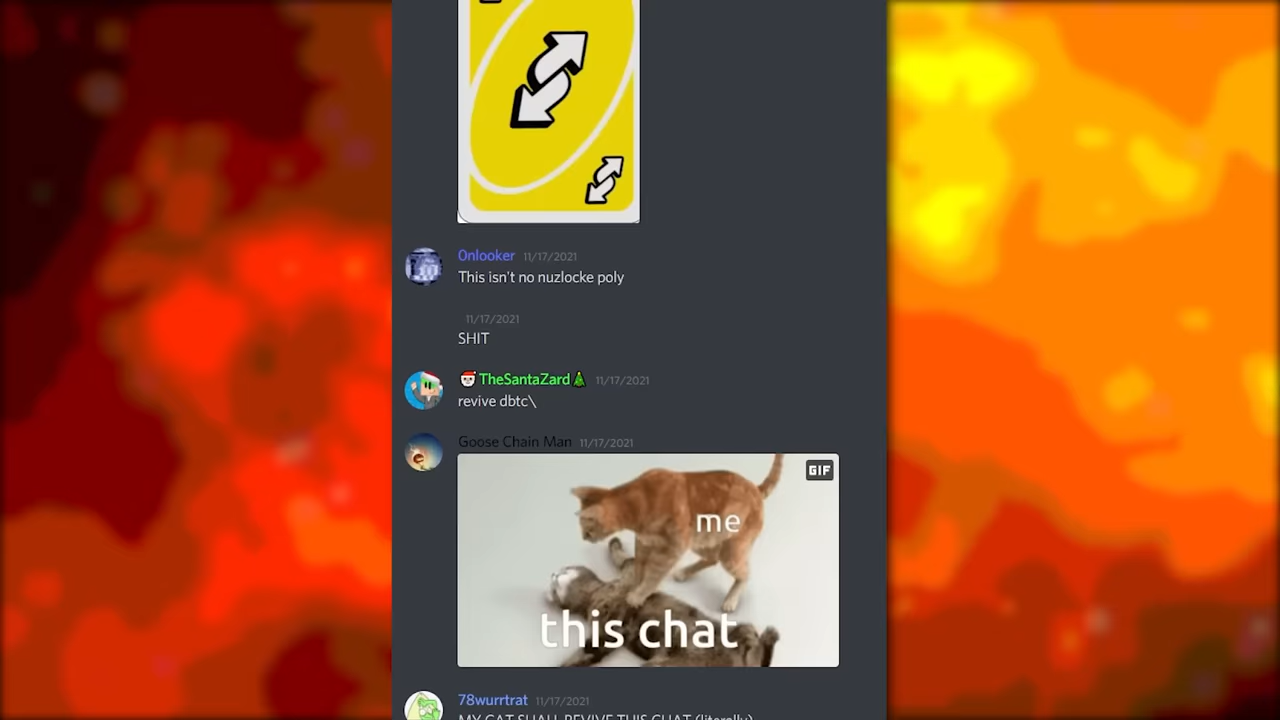 0nlooker 11/17/2021
This isn't no nuzlocke poly
11/17/2021
SHIT
TheSantaZard 11/17/2021
revive dbtc\
Goose Chain Man 11/17/2021
GIF
me
this chat
78wurrtrat 11/17/2021
MY CAT SHALL REVIVE THIS CHAT (literally)